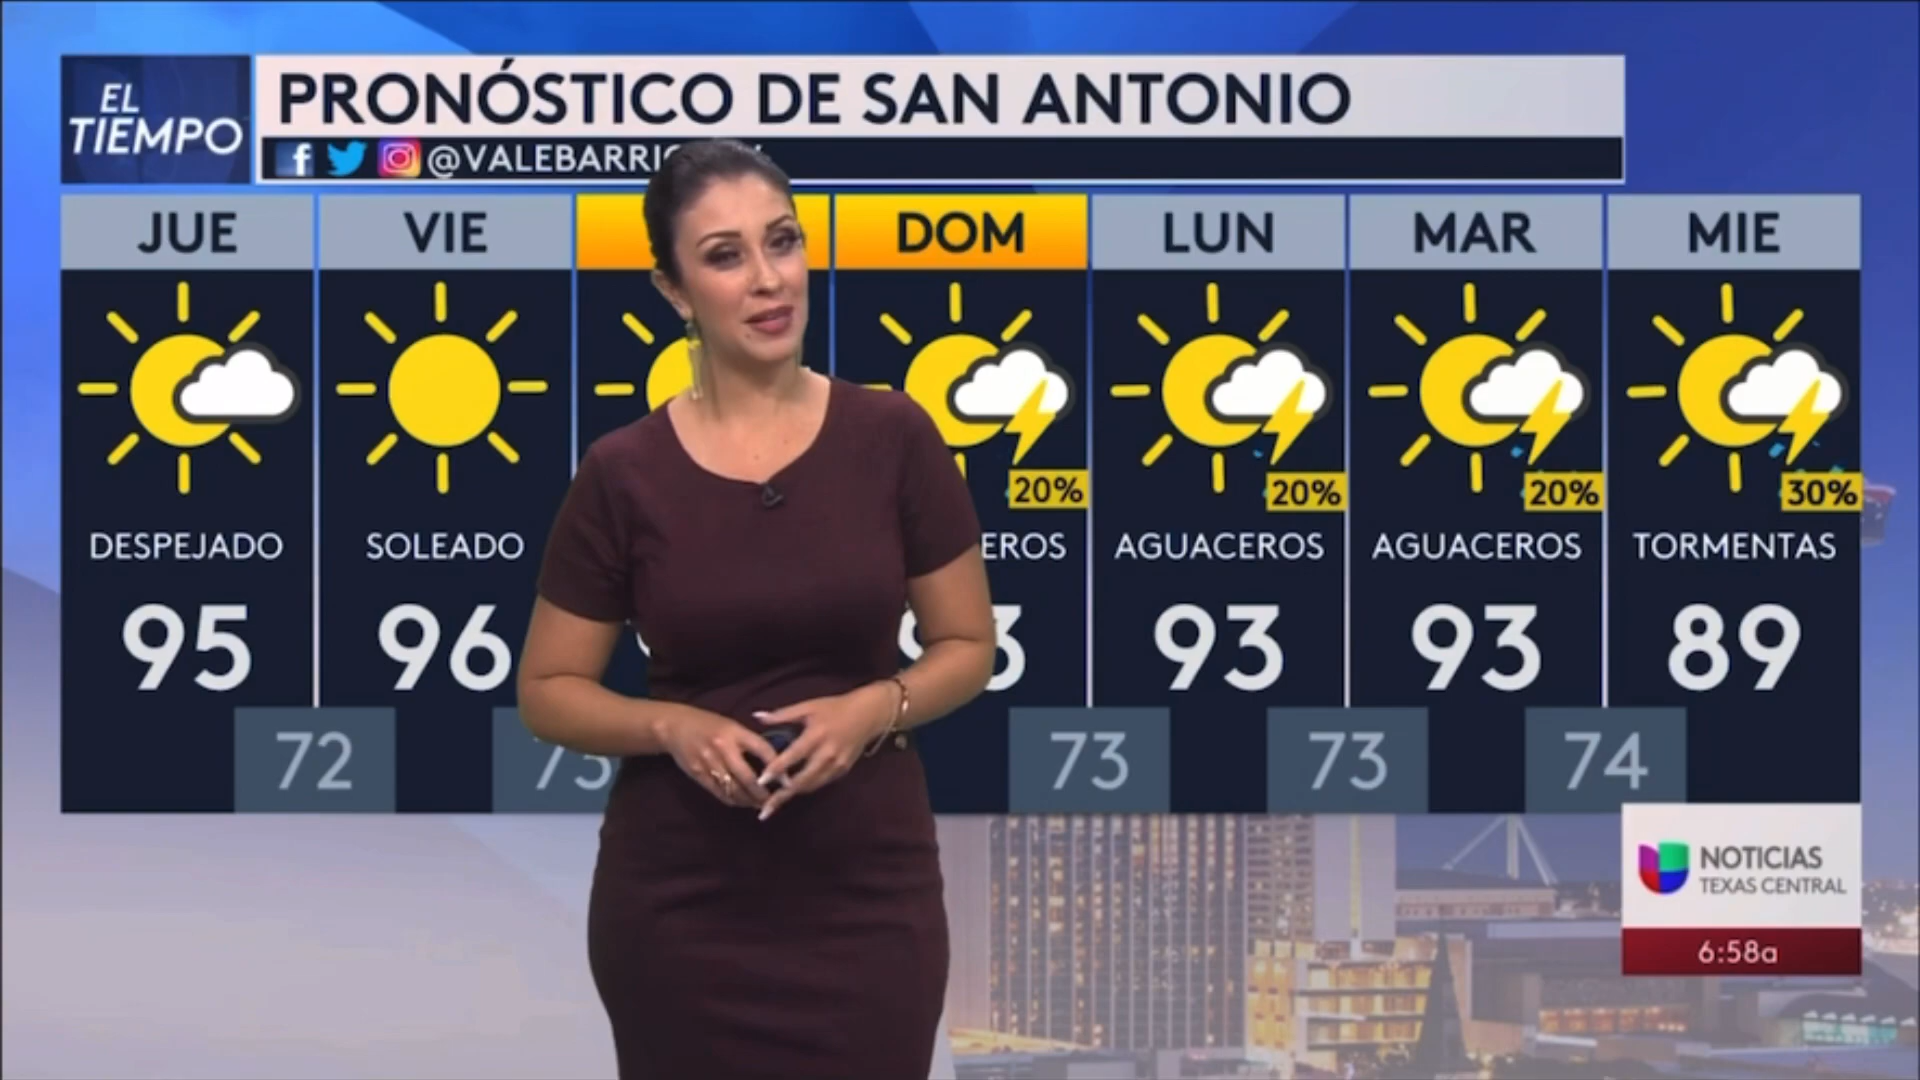 EL
TIEMPO
PRONÓSTICO DE SAN ANTONIO
JUE
VIE
DOM
LUN
MAR
MIE
20%
20%
20%
30%
DESPEJADO
SOLEADO
AGUACEROS
AGUACEROS
TORMENTAS
95
96
93
93
89
72
73
73
74
NOTICIAS
TEXAS CENTRAL
6:58a